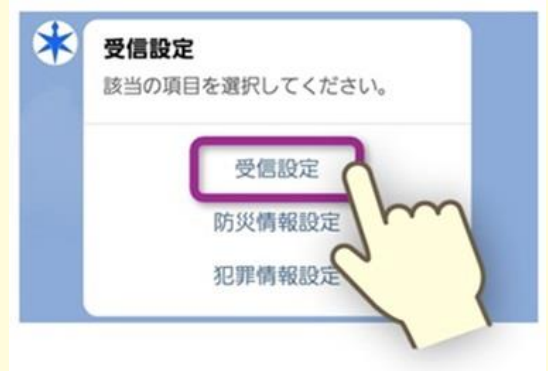 受信設定
該当の項目を選択してください。
受信設定
防災情報設定
犯罪情報設定